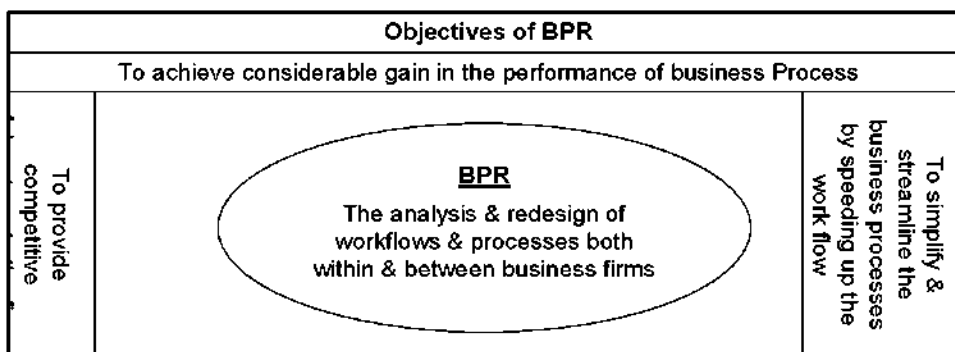 Objectives of BPR
To achieve considerable gain in the performance of business Process
To provide
competitive
BPR
The analysis & redesign of
workflows & processes both
within & between business firms
To simplify &
streamline the
business processes
by speeding up the
work flow